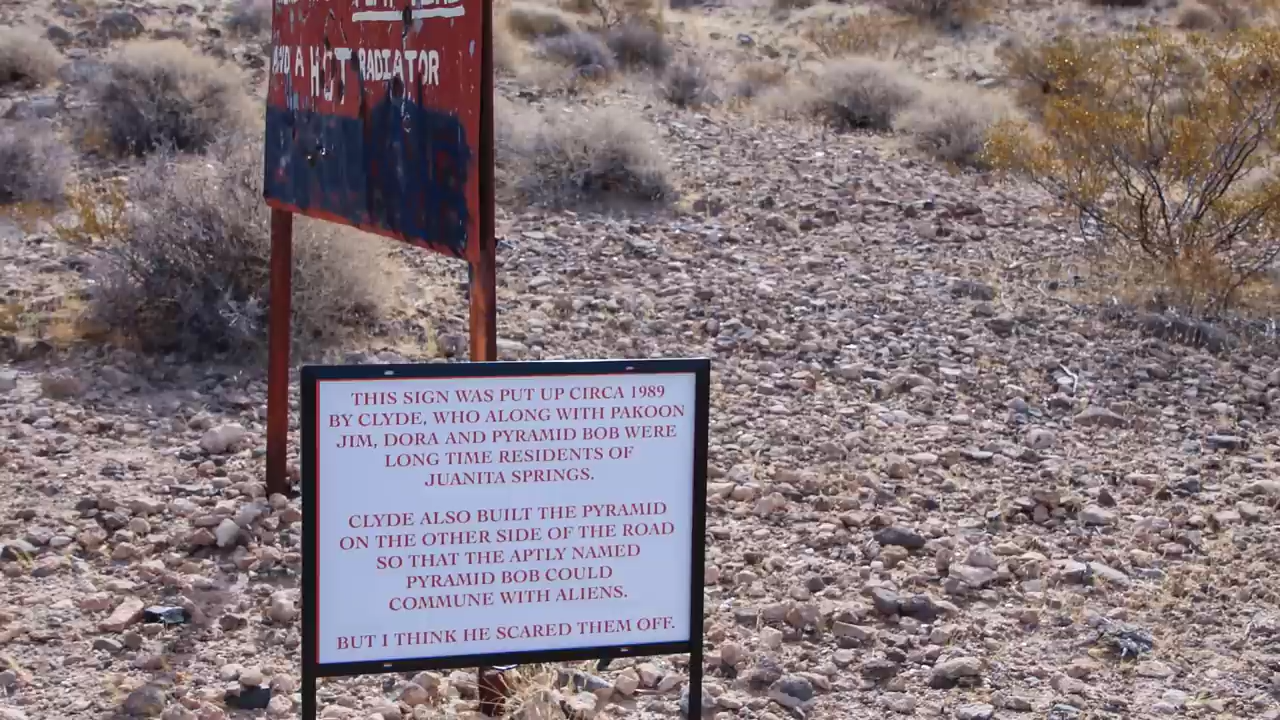 AND A HOT RADIATOR
THIS SIGN WAS PUT UP CIRCA 1989
BY CLYDE, WHO ALONG WITH PAKOON
JIM, DORA AND PYRAMID BOB WERE
LONG TIME RESIDENTS OF
JUANITA SPRINGS.
CLYDE ALSO BUILT THE PYRAMID
ON THE OTHER SIDE OF THE ROAD
SO THAT THE APTLY NAMED
PYRAMID BOB COULD
COMMUNE WITH ALIENS.
BUT I THINK HE SCARED THEM OFF.